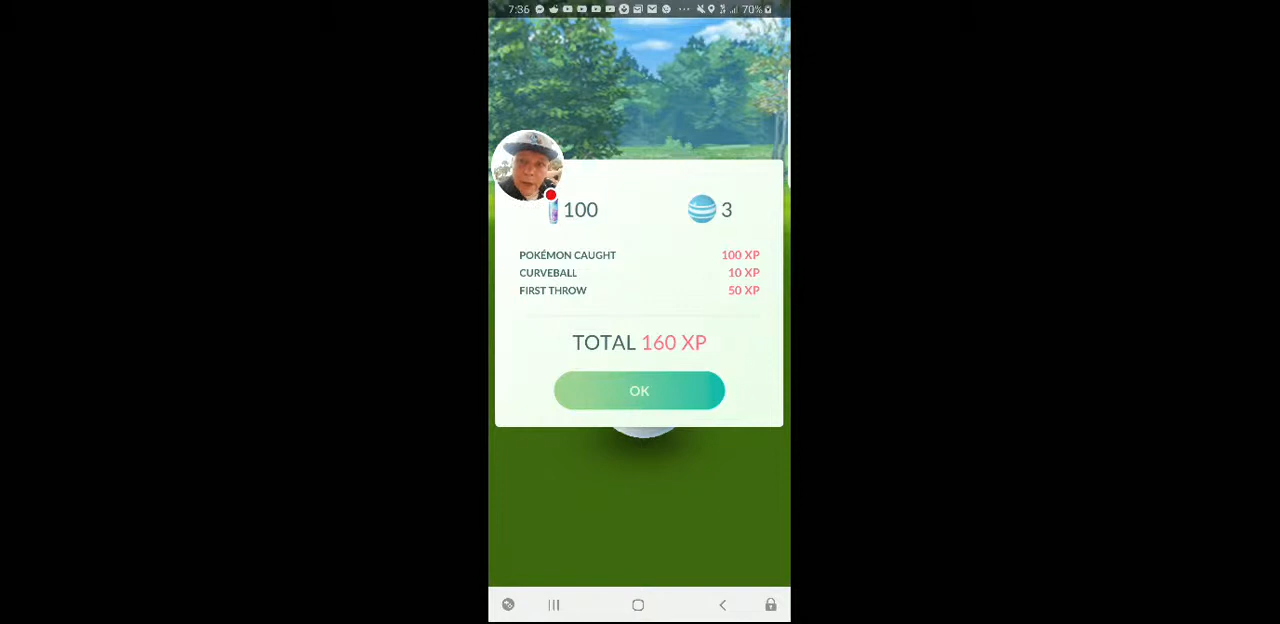 7:36
70%
100
3
POKÉMON CAUGHT 100 XP
CURVEBALL 10 XP
FIRST THROW 50 XP
TOTAL 160 XP
OK